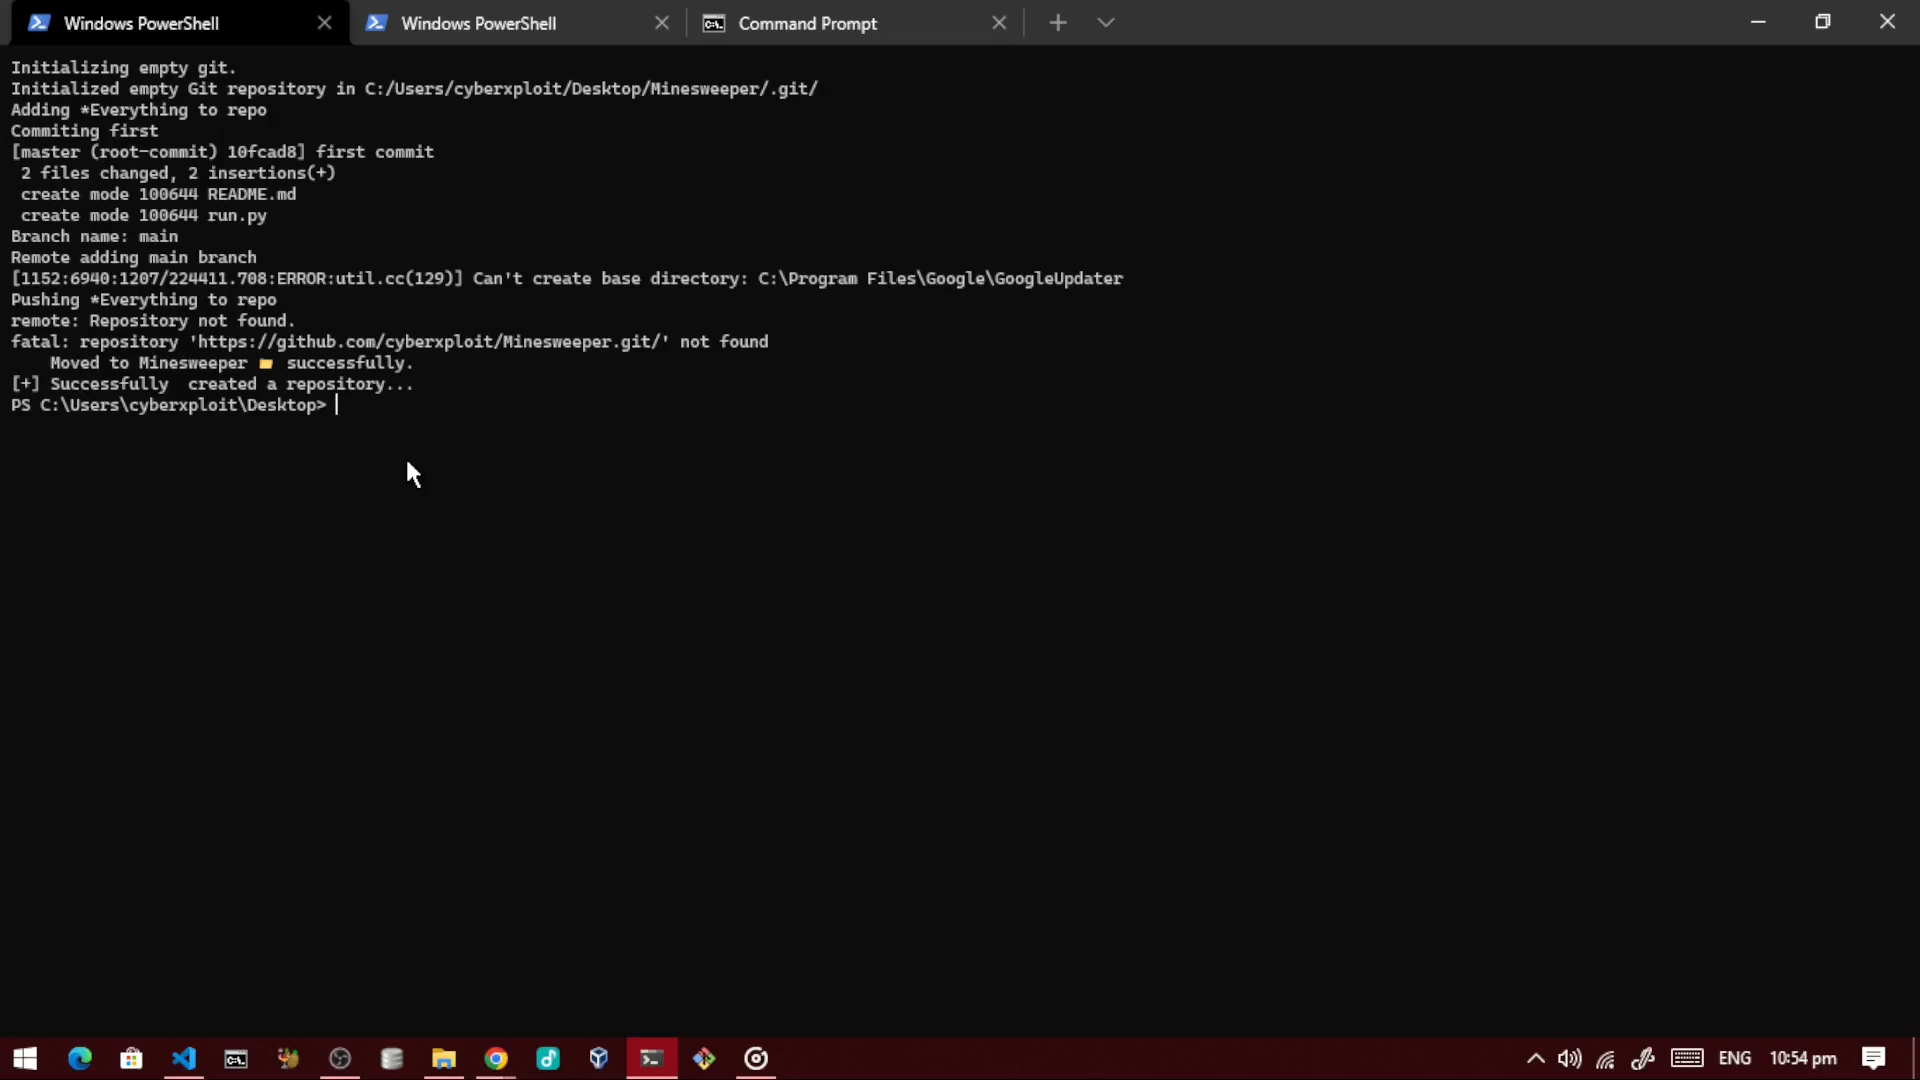 Windows PowerShell
Windows PowerShell
Command Prompt
Initializing empty git.
Initialized empty Git repository in C:/Users/cyberxploit/Desktop/Minesweeper/.git/
Adding *Everything to repo
Commiting first
[master (root-commit) 10fcad8] first commit
 2 files changed, 2 insertions(+)
 create mode 100644 README.md
 create mode 100644 run.py
Branch name: main
Remote adding main branch
[1152:6940:1207/224411.708:ERROR:util.cc(129)] Can't create base directory: C:\Program Files\Google\GoogleUpdater
Pushing *Everything to repo
remote: Repository not found.
fatal: repository 'https://github.com/cyberxploit/Minesweeper.git/' not found
    Moved to Minesweeper 📁 successfully.
[+] Successfully  created a repository...
PS C:\Users\cyberxploit\Desktop>
ENG
10:54 pm